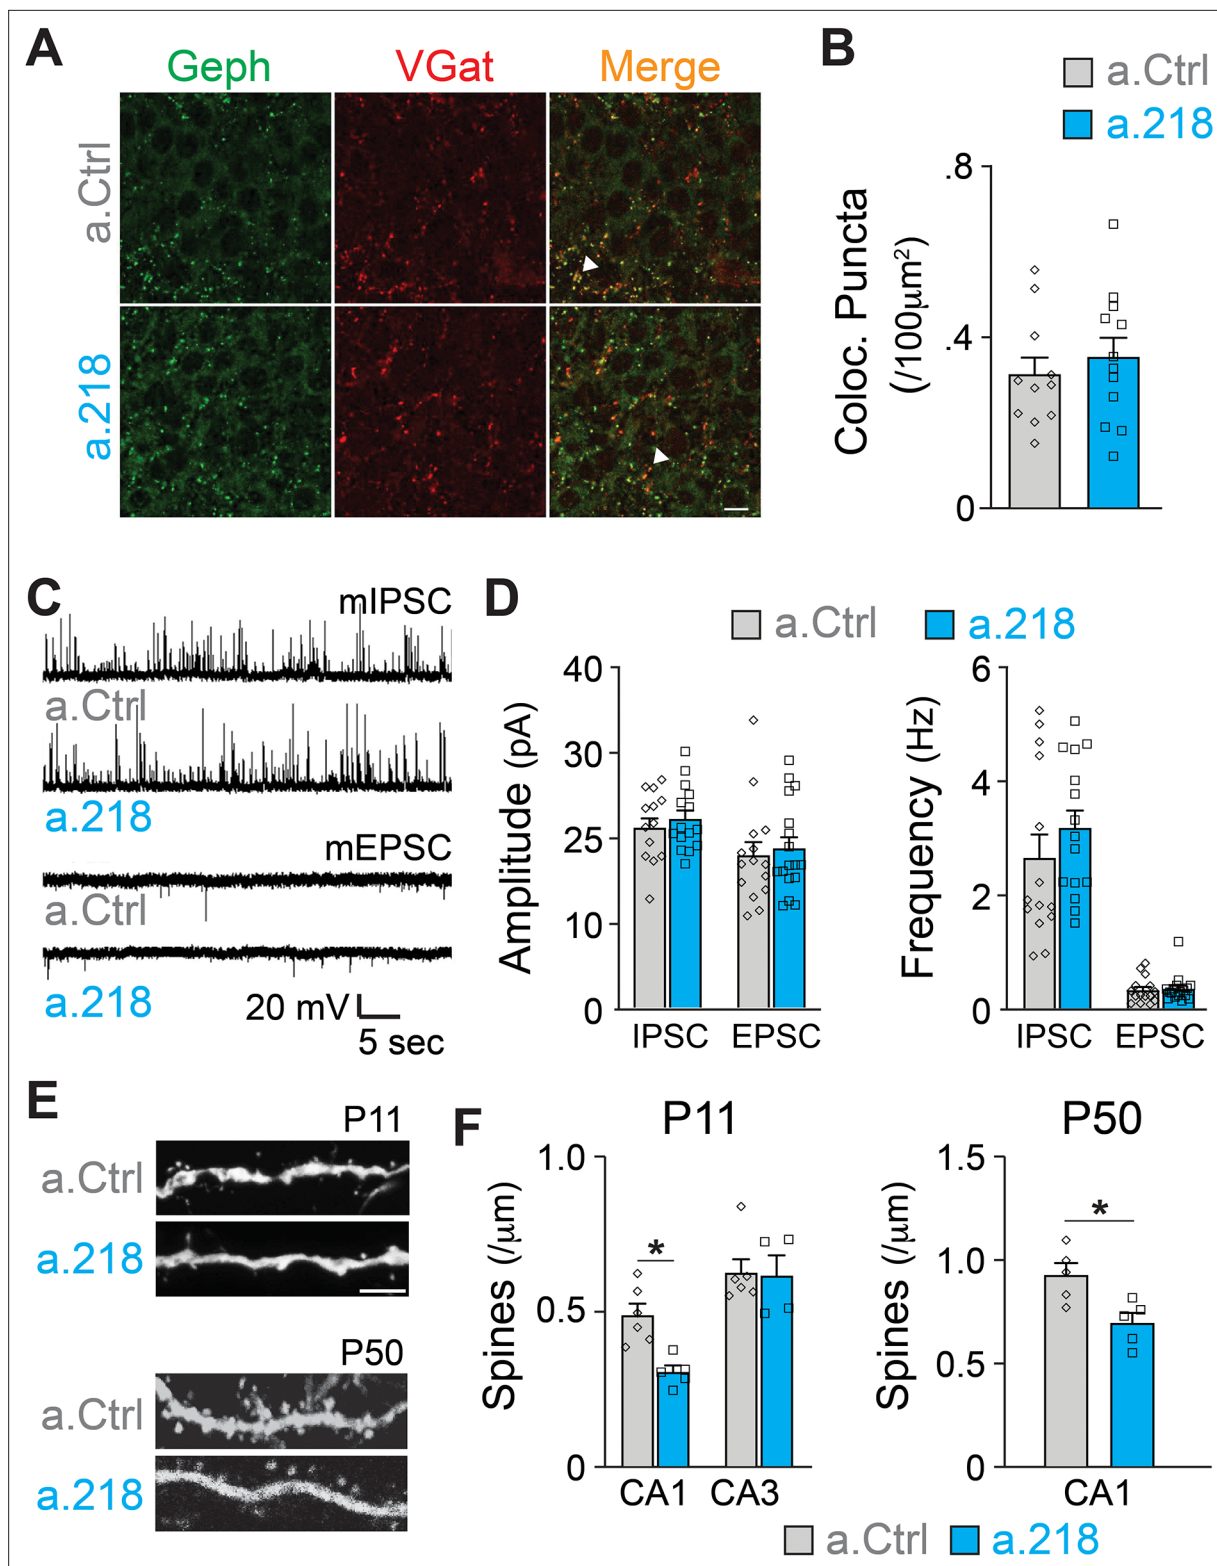 A
Geph
VGat
Merge
a.Ctrl
a.218
B
a.Ctrl
a.218
Coloc. Puncta
(/100µm²)
.8
.4
0
C
mIPSC
a.Ctrl
a.218
mEPSC
a.Ctrl
a.218
20 mV
5 sec
D
a.Ctrl
a.218
Amplitude (pA)
40
30
25
10
0
IPSC EPSC
Frequency (Hz)
6
4
2
0
IPSC EPSC
E
P11
a.Ctrl
a.218
P50
a.Ctrl
a.218
F
P11
Spines (/µm)
1.0
0.5
0
*
CA1 CA3
P50
Spines (/µm)
1.5
1.0
0.5
0
*
CA1
a.Ctrl
a.218